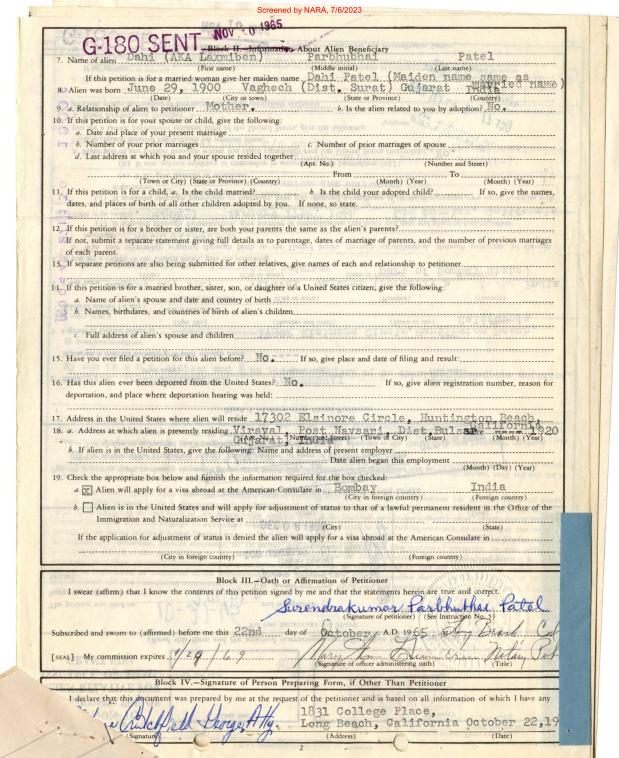 Screened by NARA, 7/6/2023
G-180 SENT NOV 10 1965
Block II.—Information About Alien Beneficiary
7. Name of alien Dahi (AKA Laxmiben) Parbhubhai Patel
(First name) (Middle initial) (Last name)
If this petition is for a married woman give her maiden name Dahi Patel (Maiden name same as married name)
8. Alien was born June 29, 1900 Vaghech (Dist. Surat) Gujarat India
(Date) (City or town) (State or Province) (Country)
9. a. Relationship of alien to petitioner Mother. b. Is the alien related to you by adoption? No.
10. If this petition is for your spouse or child, give the following:
a. Date and place of your present marriage
b. Number of your prior marriages c. Number of prior marriages of spouse
d. Last address at which you and your spouse resided together
(Apt. No.) (Number and Street)
From To
(Town or City) (State or Province) (Country) (Month) (Year) (Month) (Year)
11. If this petition is for a child, a. Is the child married? b. Is the child your adopted child? If so, give the names,
dates, and places of birth of all other children adopted by you. If none, so state.
12. If this petition is for a brother or sister, are both your parents the same as the alien's parents?
If not, submit a separate statement giving full details as to parentage, dates of marriage of parents, and the number of previous marriages
of each parent.
13. If separate petitions are also being submitted for other relatives, give names of each and relationship to petitioner
14. If this petition is for a married brother, sister, son, or daughter of a United States citizen, give the following:
a. Name of alien's spouse and date and country of birth
b. Names, birthdates, and countries of birth of alien's children
c. Full address of alien's spouse and children
15. Have you ever filed a petition for this alien before? No. If so, give place and date of filing and result:
16. Has this alien ever been deported from the United States? No. If so, give alien registration number, reason for
deportation, and place where deportation hearing was held:
17. Address in the United States where alien will reside 17302 Elsinore Circle, Huntington Beach, California
18. a. Address at which alien is presently residing Viraval, Post Navsari, Dist. Bulsar 1920
Gujarat, India
(Apt. No.) (Number and Street) (Town or City) (State) (Month) (Year)
b. If alien is in the United States, give the following: Name and address of present employer
Date alien began this employment
(Month) (Day) (Year)
19. Check the appropriate box below and furnish the information required for the box checked:
a. x Alien will apply for a visa abroad at the American Consulate in Bombay India
(City in foreign country) (Foreign country)
b. Alien is in the United States and will apply for adjustment of status to that of a lawful permanent resident in the Office of the
Immigration and Naturalization Service at
(City) (State)
If the application for adjustment of status is denied the alien will apply for a visa abroad at the American Consulate in
(City in foreign country) (Foreign country)
Block III.—Oath or Affirmation of Petitioner
I swear (affirm) that I know the contents of this petition signed by me and that the statements herein are true and correct.
Surendrakumar Parbhubhai Patel
(Signature of petitioner) (See Instruction No. 5)
Subscribed and sworn to (affirmed) before me this 22nd day of October, A.D. 1965 Long Beach Cal
[SEAL] My commission expires 9/29/69 Notary
(Signature of officer administering oath) (Title)
Block IV.—Signature of Person Preparing Form, if Other Than Petitioner
I declare that this document was prepared by me at the request of the petitioner and is based on all information of which I have any
Critchfield George, Atty. 1831 College Place,
Long Beach, California October 22,19
(Signature) (Address) (Date)
2